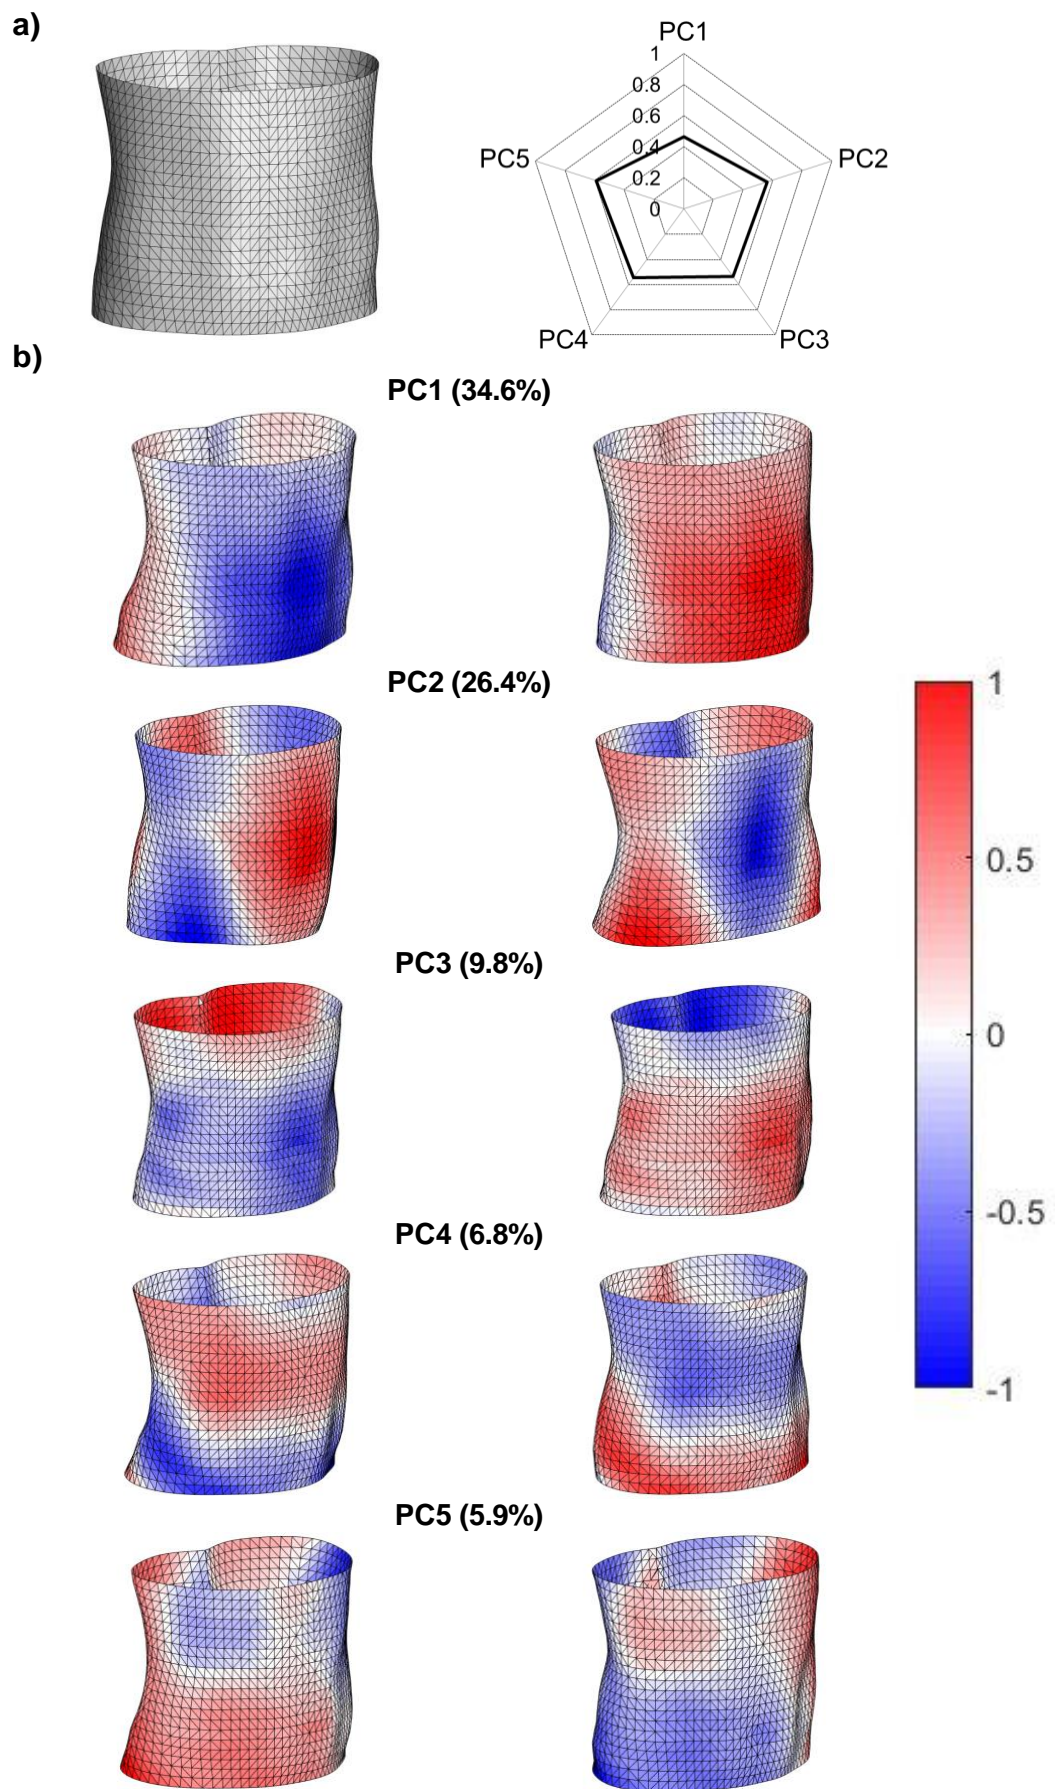 a)
PC1
1
0.8
0.6
0.4
0.2
0
PC5
PC2
PC4
PC3
b)
PC1 (34.6%)
PC2 (26.4%)
1
0.5
PC3 (9.8%)
0
-0.5
PC4 (6.8%)
-1
PC5 (5.9%)